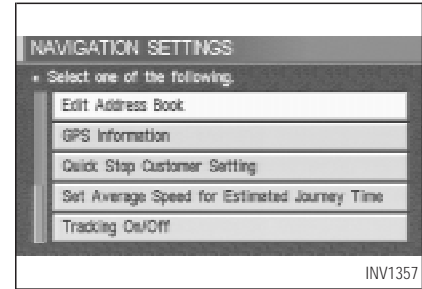 NAVIGATION SETTINGS
Select one of the following.
Edit Address Book
GPS Information
Quick Stop Customer Setting
Set Average Speed for Estimated Journey Time
Tracking On/Off
INV1357